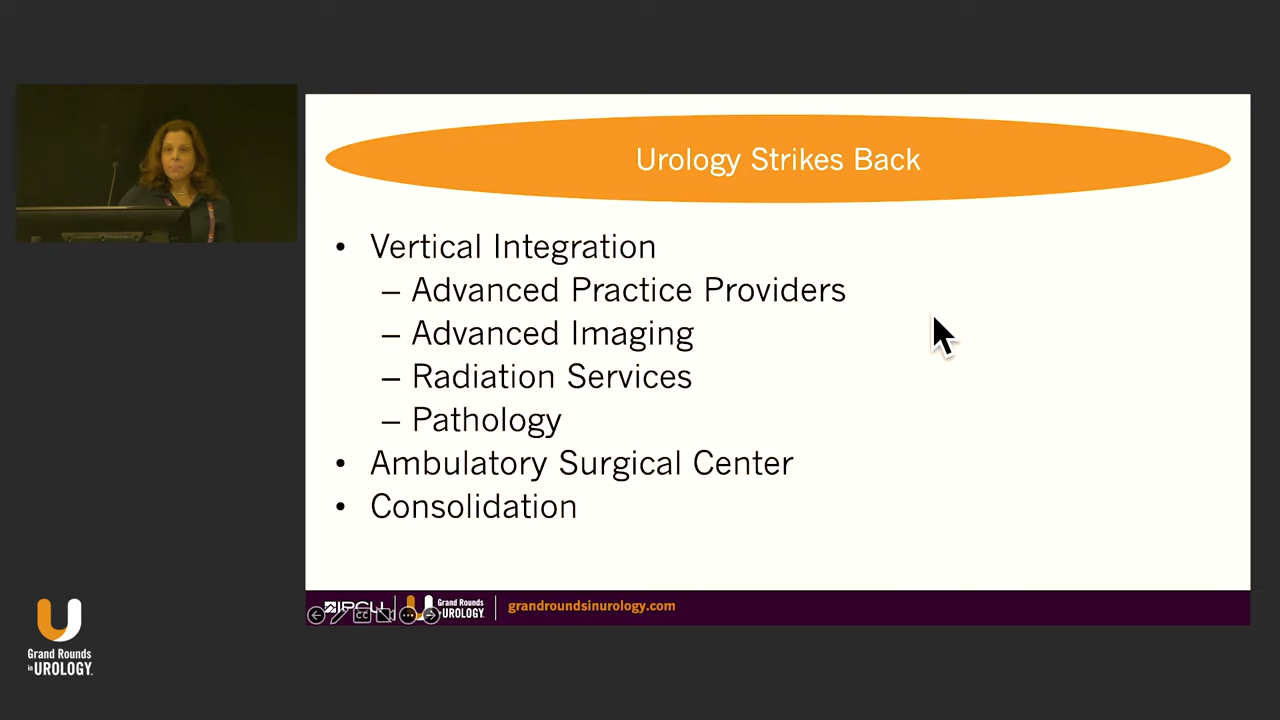 Urology Strikes Back
• Vertical Integration
– Advanced Practice Providers
– Advanced Imaging
– Radiation Services
– Pathology
• Ambulatory Surgical Center
• Consolidation
Grand Rounds
in UROLOGY
grandroundsinurology.com
Grand Rounds
in UROLOGY